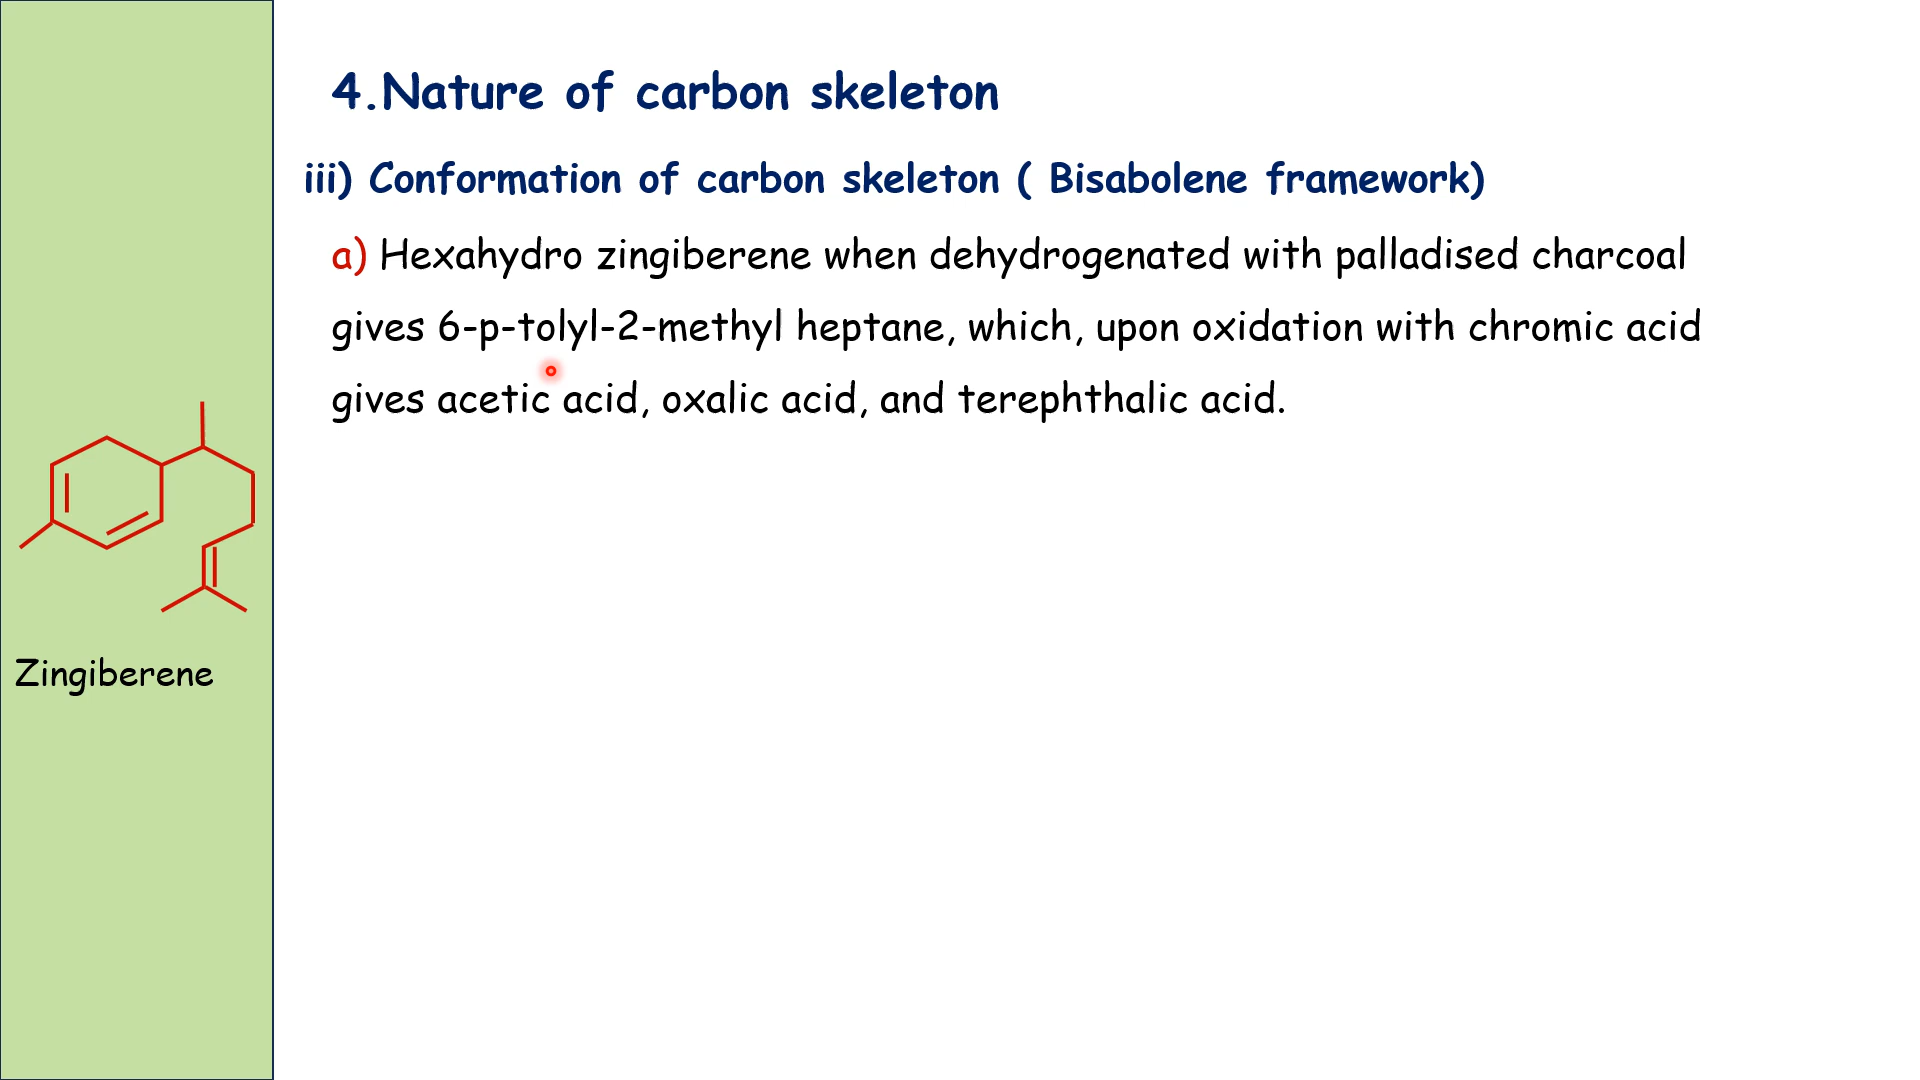 4.Nature of carbon skeleton
iii) Conformation of carbon skeleton ( Bisabolene framework)
a) Hexahydro zingiberene when dehydrogenated with palladised charcoal
gives 6-p-tolyl-2-methyl heptane, which, upon oxidation with chromic acid
gives acetic acid, oxalic acid, and terephthalic acid.
Zingiberene